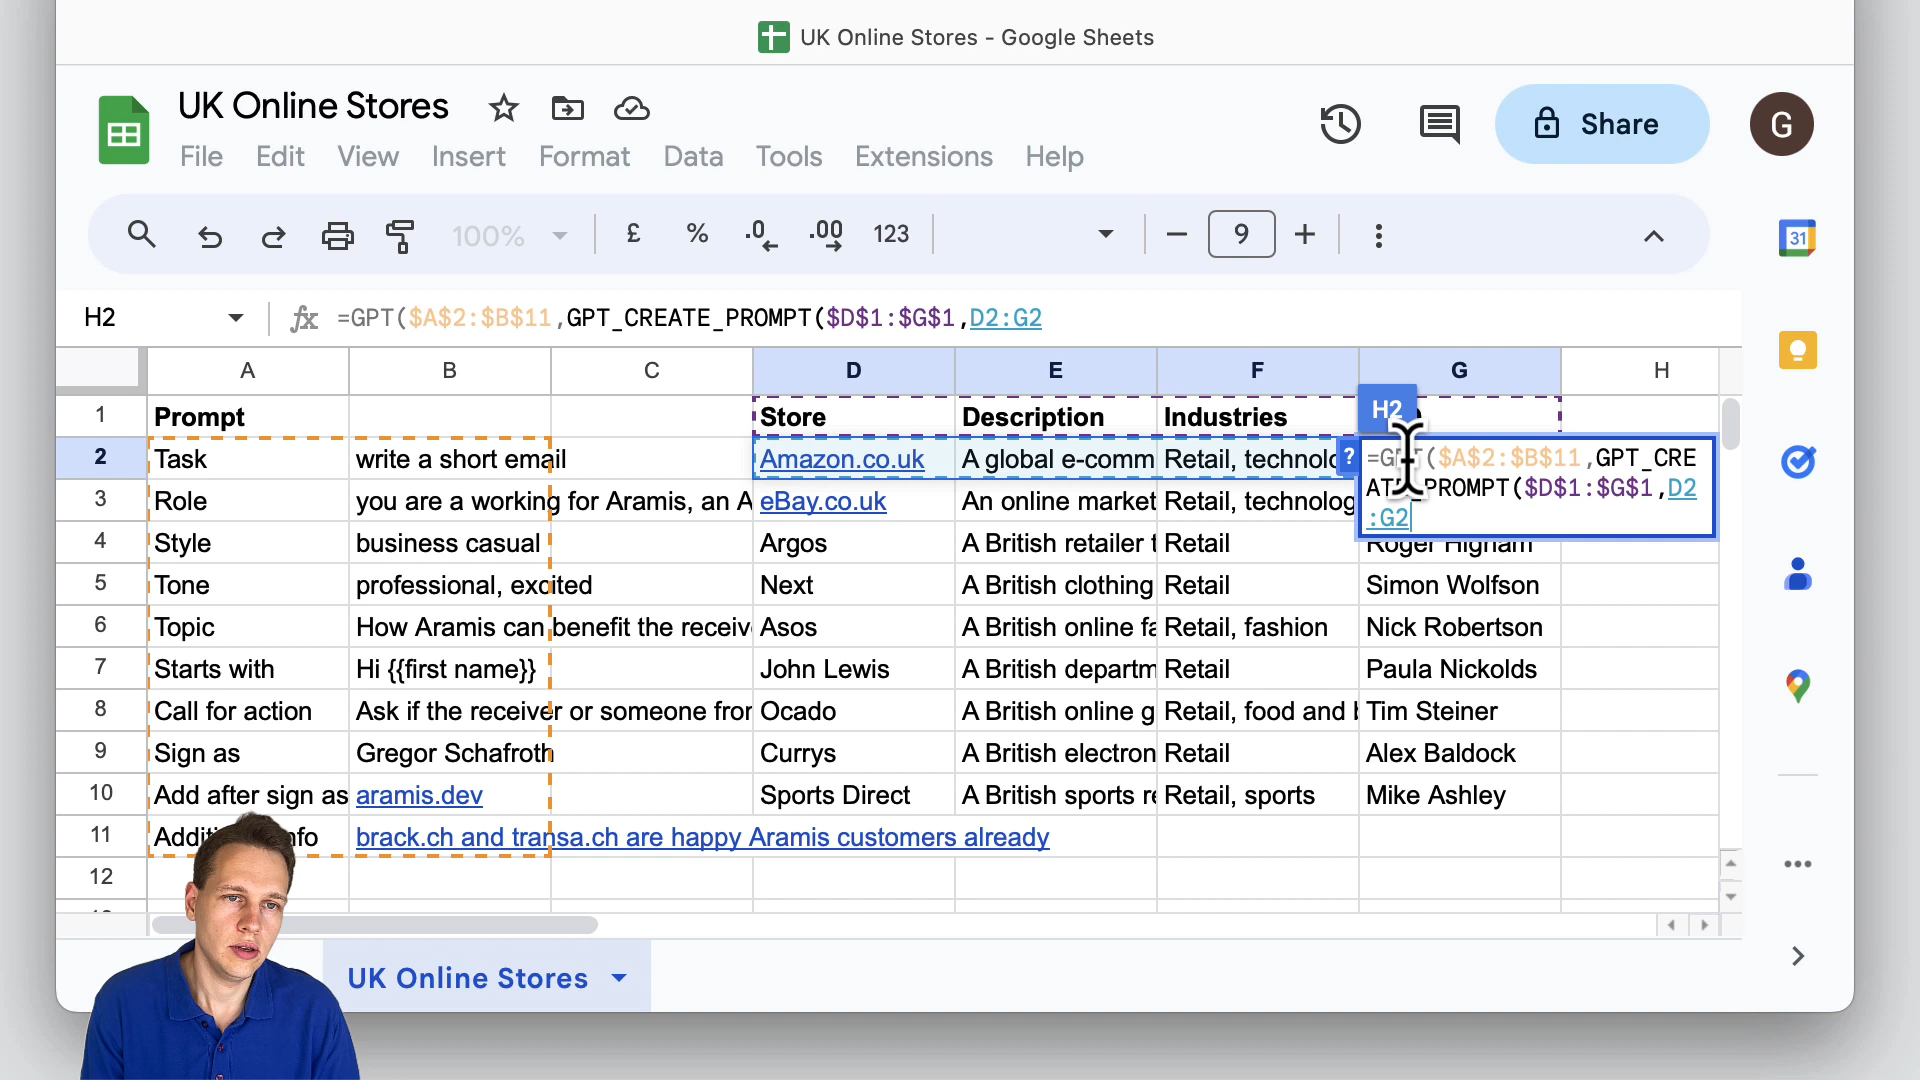 UK Online Stores - Google Sheets
UK Online Stores
File Edit View Insert Format Data Tools Extensions Help
Share
G
100% £ % .0 .00 123 9
31
H2 =GPT($A$2:$B$11,GPT_CREATE_PROMPT($D$1:$G$1,D2:G2
A B C D E F G H
1 Prompt Store Description Industries
H2
2 Task write a short email Amazon.co.uk A global e-comm Retail, technolo
? =GPT($A$2:$B$11,GPT_CRE
ATE_PROMPT($D$1:$G$1,D2
:G2
3 Role you are a working for Aramis, an A eBay.co.uk An online market Retail, technolog
4 Style business casual Argos A British retailer t Retail Roger Higham
5 Tone professional, excited Next A British clothing Retail Simon Wolfson
6 Topic How Aramis can benefit the receiv Asos A British online fa Retail, fashion Nick Robertson
7 Starts with Hi {{first name}} John Lewis A British departm Retail Paula Nickolds
8 Call for action Ask if the receiver or someone from Ocado A British online g Retail, food and Tim Steiner
9 Sign as Gregor Schafroth Currys A British electron Retail Alex Baldock
10 Add after sign as aramis.dev Sports Direct A British sports re Retail, sports Mike Ashley
11 brack.ch and transa.ch are happy Aramis customers already
12
UK Online Stores